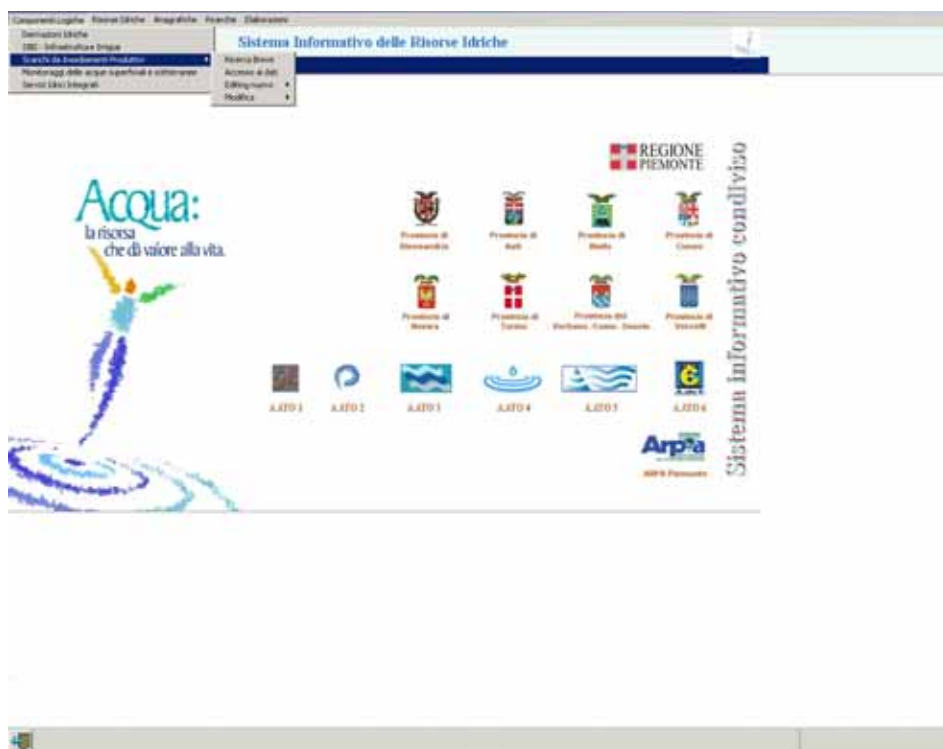 Componenti Logiche Risorse Idriche Anagrafiche Ricerche Elaborazioni
Derivazioni Idriche
Scarichi da Insediamenti Produttivi
Monitoraggi delle acque superficiali e sotterranee
Servizi Idrici Integrati
Ricerca Breve
Accesso ai dati
Editing nuovo
Modifica
Sistema Informativo delle Risorse Idriche
REGIONE
PIEMONTE
Acqua:
la risorsa
che dà valore alla vita.
Provincia di
Alessandria
Provincia di
Asti
Provincia di
Biella
Provincia di
Cuneo
Provincia di
Novara
Provincia di
Torino
Provincia del
Verbano. Cusio. Ossola
Provincia di
Vercelli
A.ATO 1
A.ATO 2
A.ATO 3
A.ATO 4
A.ATO 5
A.ATO 6
Arpa
ARPA Piemonte
Sistema informativo condiviso